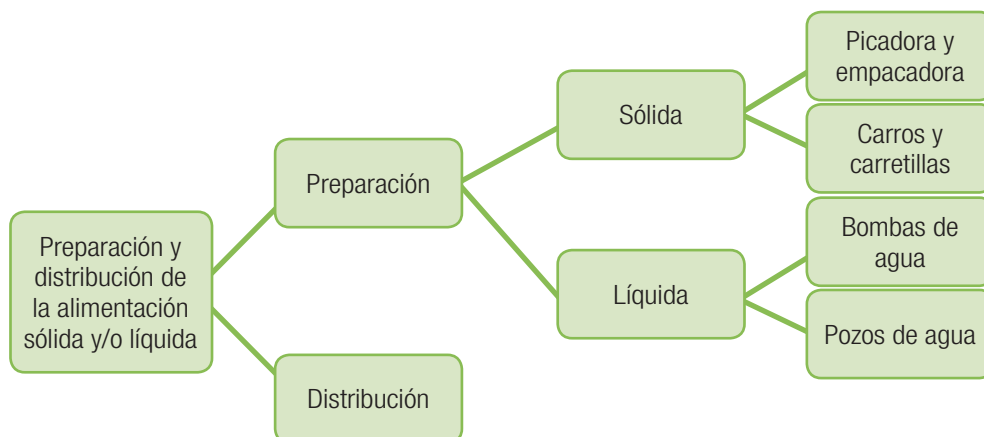 Preparación y
distribución de
la alimentación
sólida y/o líquida
Preparación
Distribución
Sólida
Líquida
Picadora y
empacadora
Carros y
carretillas
Bombas de
agua
Pozos de agua